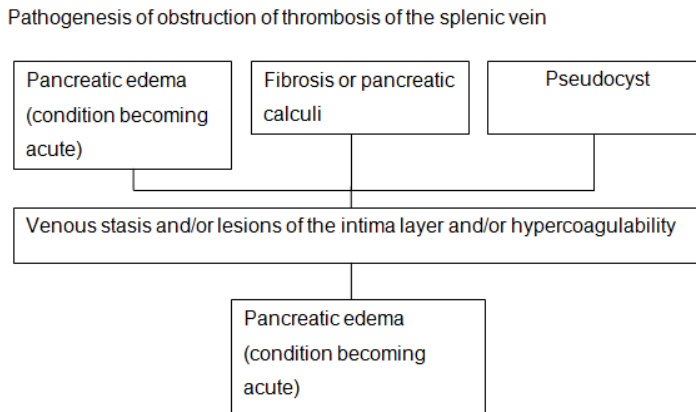 Pathogenesis of obstruction of thrombosis of the splenic vein
Pancreatic edema
(condition becoming
acute)
Fibrosis or pancreatic
calculi
Pseudocyst
Venous stasis and/or lesions of the intima layer and/or hypercoagulability
Pancreatic edema
(condition becoming
acute)